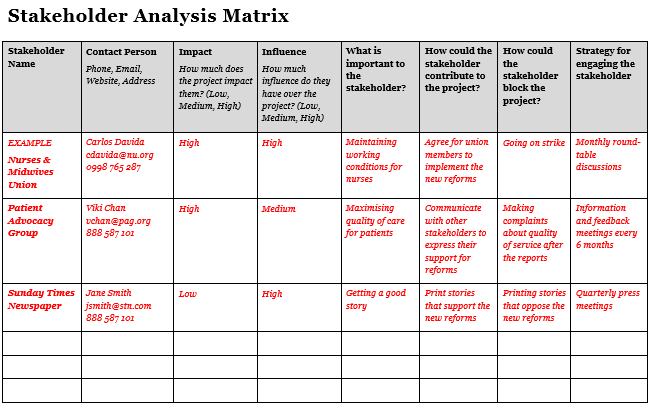 Stakeholder Analysis Matrix
Stakeholder
Name
Contact Person
Phone, Email,
Website, Address
Impact
How much does
the project impact
them? (Low,
Medium, High)
Influence
How much
influence do they
have over the
project? (Low,
Medium, High)
What is
important to
the
stakeholder?
How could the
stakeholder
contribute to
the project?
How could
the
stakeholder
block the
project?
Strategy for
engaging the
stakeholder
EXAMPLE
Nurses &
Midwives
Union
Carlos Davida
cdavida@nu.org
0998 765 287
High
High
Maintaining
working
conditions for
nurses
Agree for union
members to
implement the
new reforms
Going on strike
Monthly round-
table
discussions
Patient
Advocacy
Group
Viki Chan
vchan@pag.org
888 587 101
High
Medium
Maximising
quality of care
for patients
Communicate
with other
stakeholders to
express their
support for
reforms
Making
complaints
about quality
of service after
the reports
Information
and feedback
meetings every
6 months
Sunday Times
Newspaper
Jane Smith
jsmith@stn.com
888 587 101
Low
High
Getting a good
story
Print stories
that support the
new reforms
Printing stories
that oppose the
new reforms
Quarterly press
meetings